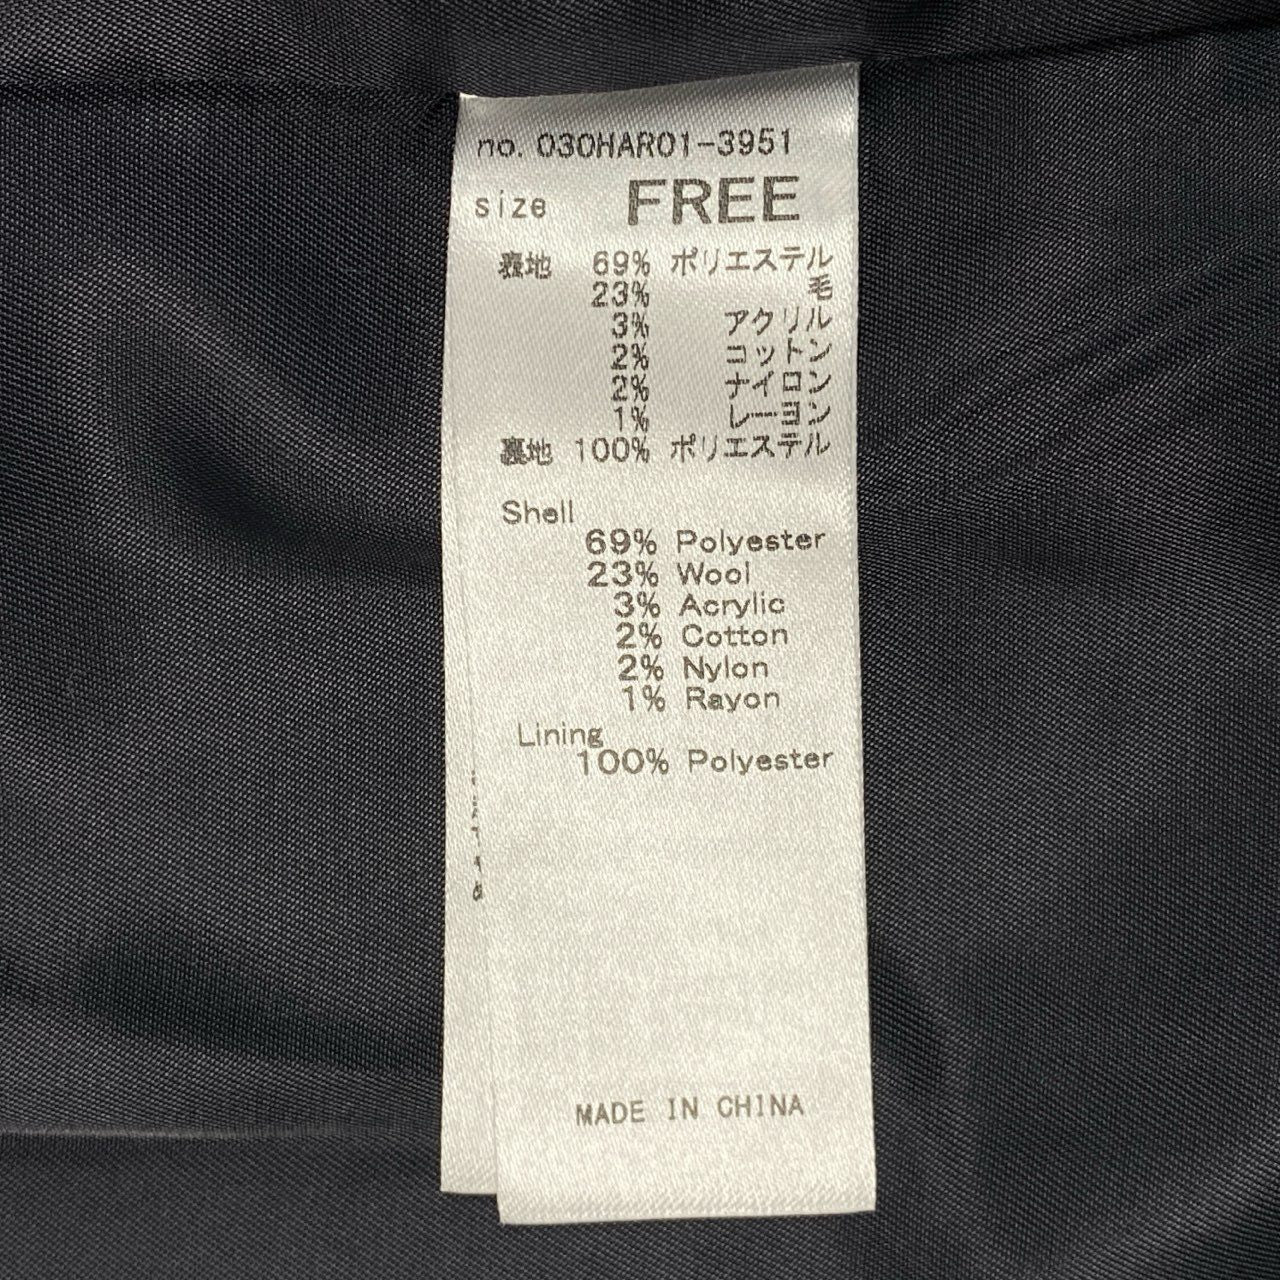 no. 030HAR01-3951
size FREE
表地 69% ポリエステル
23% 毛
3% アクリル
2% コットン
2% ナイロン
1% レーヨン
裏地 100% ポリエステル
Shell
69% Polyester
23% Wool
3% Acrylic
2% Cotton
2% Nylon
1% Rayon
Lining
100% Polyester
MADE IN CHINA